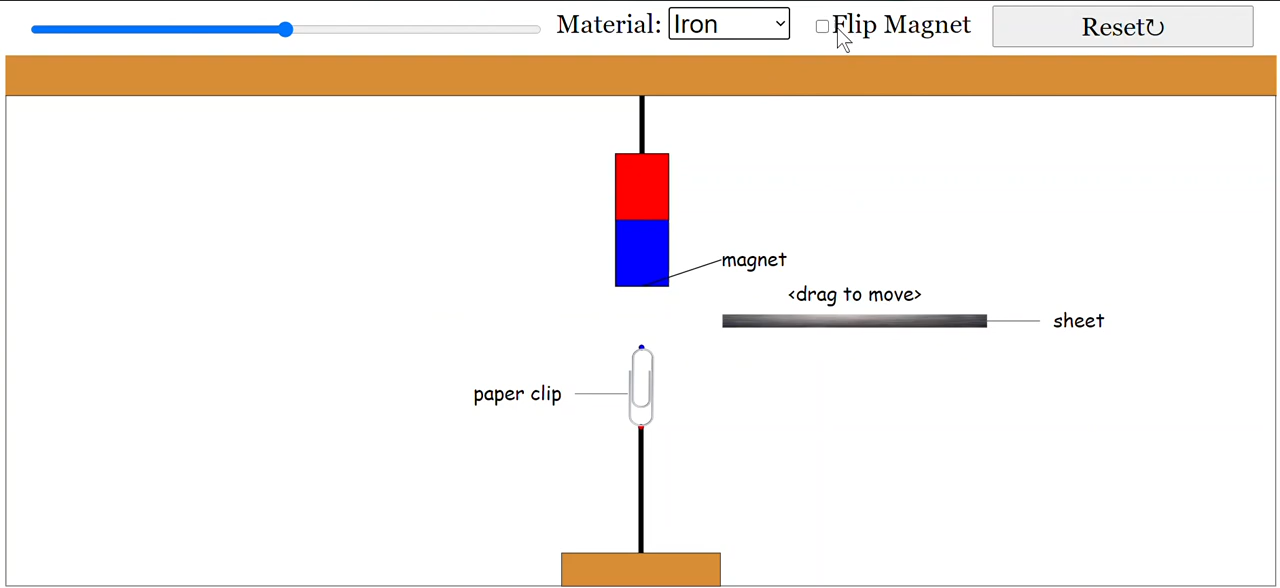 Material: Iron Flip Magnet Reset↻
magnet
<drag to move>
sheet
paper clip